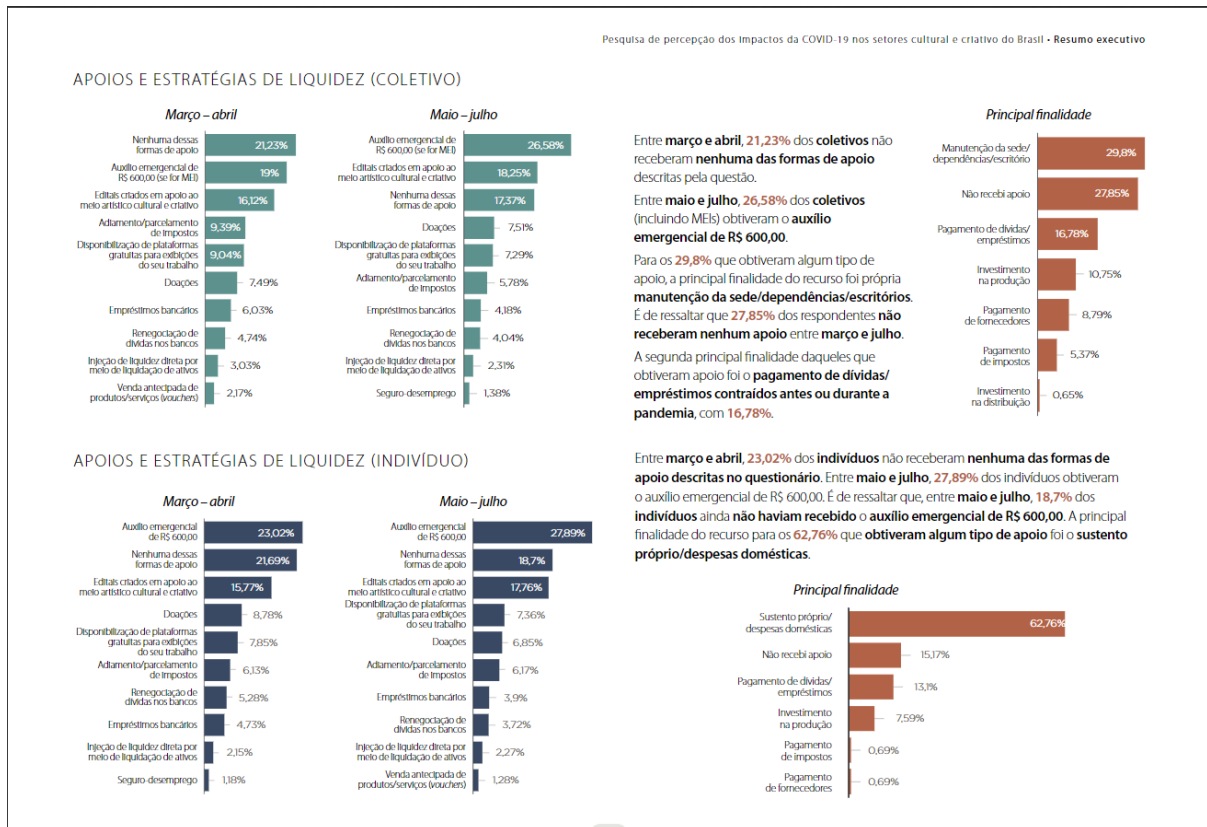 Pesquisa de percepção dos impactos da COVID-19 nos setores cultural e criativo do Brasil • Resumo executivo
APOIOS E ESTRATÉGIAS DE LIQUIDEZ (COLETIVO)
Março – abril
Nenhuma dessas
formas de apoio
21,23%
Auxílio emergencial de
R$ 600,00 (se for MEI)
19%
Editais criados em apoio ao
meio artístico cultural e criativo
16,12%
Adiamento/parcelamento
de impostos
9,39%
Disponibilização de plataformas
gratuitas para exibições
do seu trabalho
9,04%
Doações
7,49%
Empréstimos bancários
6,03%
Renegociação de
dívidas nos bancos
4,74%
Injeção de liquidez direta por
meio de liquidação de ativos
3,03%
Venda antecipada de
produtos/serviços (vouchers)
2,17%
Maio – julho
Auxílio emergencial de
R$ 600,00 (se for MEI)
26,58%
Editais criados em apoio ao
meio artístico cultural e criativo
18,25%
Nenhuma dessas
formas de apoio
17,37%
Doações
7,51%
Disponibilização de plataformas
gratuitas para exibições
do seu trabalho
7,29%
Adiamento/parcelamento
de impostos
5,78%
Empréstimos bancários
4,18%
Renegociação de
dívidas nos bancos
4,04%
Injeção de liquidez direta por
meio de liquidação de ativos
2,31%
Seguro-desemprego
1,38%
Entre março e abril, 21,23% dos coletivos não
receberam nenhuma das formas de apoio
descritas pela questão.
Entre maio e julho, 26,58% dos coletivos
(incluindo MEIs) obtiveram o auxílio
emergencial de R$ 600,00.
Para os 29,8% que obtiveram algum tipo de
apoio, a principal finalidade do recurso foi própria
manutenção da sede/dependências/escritórios.
É de ressaltar que 27,85% dos respondentes não
receberam nenhum apoio entre março e julho.
A segunda principal finalidade daqueles que
obtiveram apoio foi o pagamento de dívidas/
empréstimos contraídos antes ou durante a
pandemia, com 16,78%.
Principal finalidade
Manutenção da sede/
dependências/escritório
29,8%
Não recebi apoio
27,85%
Pagamento de dívidas/
empréstimos
16,78%
Investimento
na produção
10,75%
Pagamento
de fornecedores
8,79%
Pagamento
de impostos
5,37%
Investimento
na distribuição
0,65%
APOIOS E ESTRATÉGIAS DE LIQUIDEZ (INDIVÍDUO)
Março – abril
Auxílio emergencial
de R$ 600,00
23,02%
Nenhuma dessas
formas de apoio
21,69%
Editais criados em apoio ao
meio artístico cultural e criativo
15,77%
Doações
8,78%
Disponibilização de plataformas
gratuitas para exibições
do seu trabalho
7,85%
Adiamento/parcelamento
de impostos
6,13%
Renegociação de
dívidas nos bancos
5,28%
Empréstimos bancários
4,73%
Injeção de liquidez direta por
meio de liquidação de ativos
2,15%
Seguro-desemprego
1,18%
Maio – julho
Auxílio emergencial
de R$ 600,00
27,89%
Nenhuma dessas
formas de apoio
18,7%
Editais criados em apoio ao
meio artístico cultural e criativo
17,76%
Disponibilização de plataformas
gratuitas para exibições
do seu trabalho
7,36%
Doações
6,85%
Adiamento/parcelamento
de impostos
6,17%
Empréstimos bancários
3,9%
Renegociação de
dívidas nos bancos
3,72%
Injeção de liquidez direta por
meio de liquidação de ativos
2,27%
Venda antecipada de
produtos/serviços (vouchers)
1,28%
Entre março e abril, 23,02% dos indivíduos não receberam nenhuma das formas de
apoio descritas no questionário. Entre maio e julho, 27,89% dos indivíduos obtiveram
o auxílio emergencial de R$ 600,00. É de ressaltar que, entre maio e julho, 18,7% dos
indivíduos ainda não haviam recebido o auxílio emergencial de R$ 600,00. A principal
finalidade do recurso para os 62,76% que obtiveram algum tipo de apoio foi o sustento
próprio/despesas domésticas.
Principal finalidade
Sustento próprio/
despesas domésticas
62,76%
Não recebi apoio
15,17%
Pagamento de dívidas/
empréstimos
13,1%
Investimento
na produção
7,59%
Pagamento
de impostos
0,69%
Pagamento
de fornecedores
0,69%